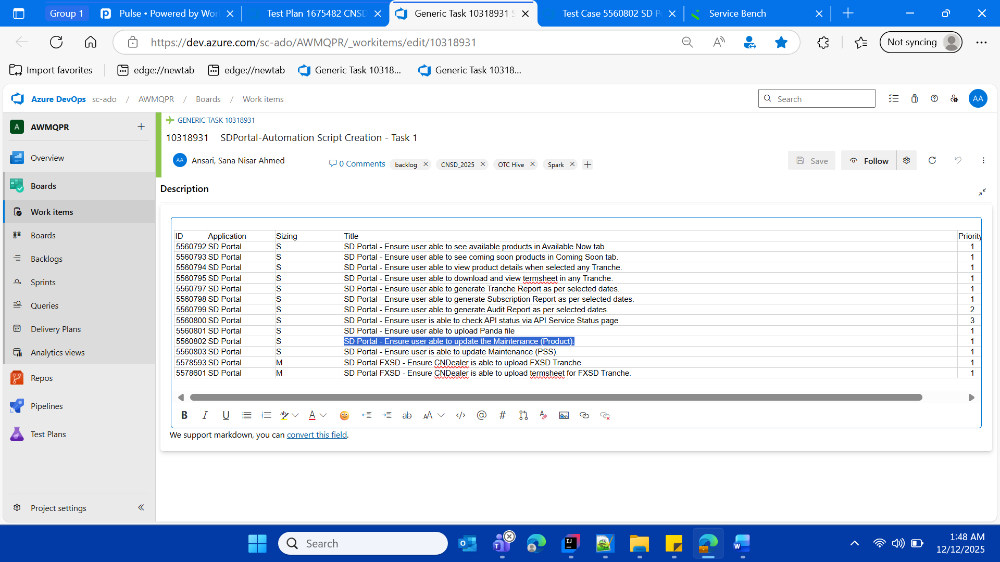 Group 1
Pulse • Powered by Wor
Test Plan 1675482 CNSD
Generic Task 10318931 S
Test Case 5560802 SD P
Service Bench
https://dev.azure.com/sc-ado/AWMQPR/_workitems/edit/10318931
Not syncing
Import favorites
edge://newtab
edge://newtab
Generic Task 10318...
Generic Task 10318...
Azure DevOps sc-ado / AWMQPR / Boards / Work items
Search
AA
A AWMQPR
Overview
Boards
Work items
Boards
Backlogs
Sprints
Queries
Delivery Plans
Analytics views
Repos
Pipelines
Test Plans
Project settings
GENERIC TASK 10318931
10318931 SDPortal-Automation Script Creation - Task 1
AA Ansari, Sana Nisar Ahmed
0 Comments
backlog
CNSD_2025
OTC Hive
Spark
Save
Follow
Description
ID Application Sizing Title Priority
5560792 SD Portal S SD Portal - Ensure user able to see available products in Available Now tab. 1
5560793 SD Portal S SD Portal - Ensure user able to see coming soon products in Coming Soon tab. 1
5560794 SD Portal S SD Portal - Ensure user able to view product details when selected any Tranche. 1
5560795 SD Portal S SD Portal - Ensure user able to download and view termsheet in any Tranche. 1
5560797 SD Portal S SD Portal - Ensure user able to generate Tranche Report as per selected dates. 1
5560798 SD Portal S SD Portal - Ensure user able to generate Subscription Report as per selected dates. 1
5560799 SD Portal S SD Portal - Ensure user able to generate Audit Report as per selected dates. 2
5560800 SD Portal S SD Portal - Ensure user is able to check API status via API Service Status page 3
5560801 SD Portal S SD Portal - Ensure user able to upload Panda file 1
5560802 SD Portal S SD Portal - Ensure user able to update the Maintenance (Product). 1
5560803 SD Portal S SD Portal - Ensure user is able to update Maintenance (PSS). 1
5578593 SD Portal M SD Portal FXSD - Ensure CNDealer is able to upload FXSD Tranche. 1
5578601 SD Portal M SD Portal FXSD - Ensure CNDealer is able to upload termsheet for FXSD Tranche. 1
We support markdown, you can convert this field.
Search
1:48 AM
12/12/2025